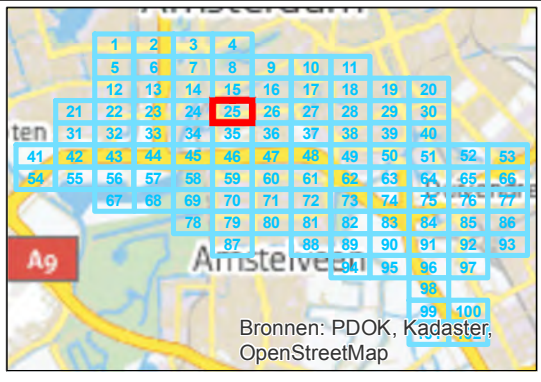 Amsterdam
1 2 3 4
5 6 7 8 9 10 11
12 13 14 15 16 17 18 19 20
21 22 23 24 25 26 27 28 29 30
ten 31 32 33 34 35 36 37 38 39 40
41 42 43 44 45 46 47 48 49 50 51 52 53
54 55 56 57 58 59 60 61 62 63 64 65 66
67 68 69 70 71 72 73 74 75 76 77
78 79 80 81 82 83 84 85 86
87 88 89 90 91 92 93
A9 Amstelveen
94 95 96 97
98
99 100
101 102
Bronnen: PDOK, Kadaster,
OpenStreetMap